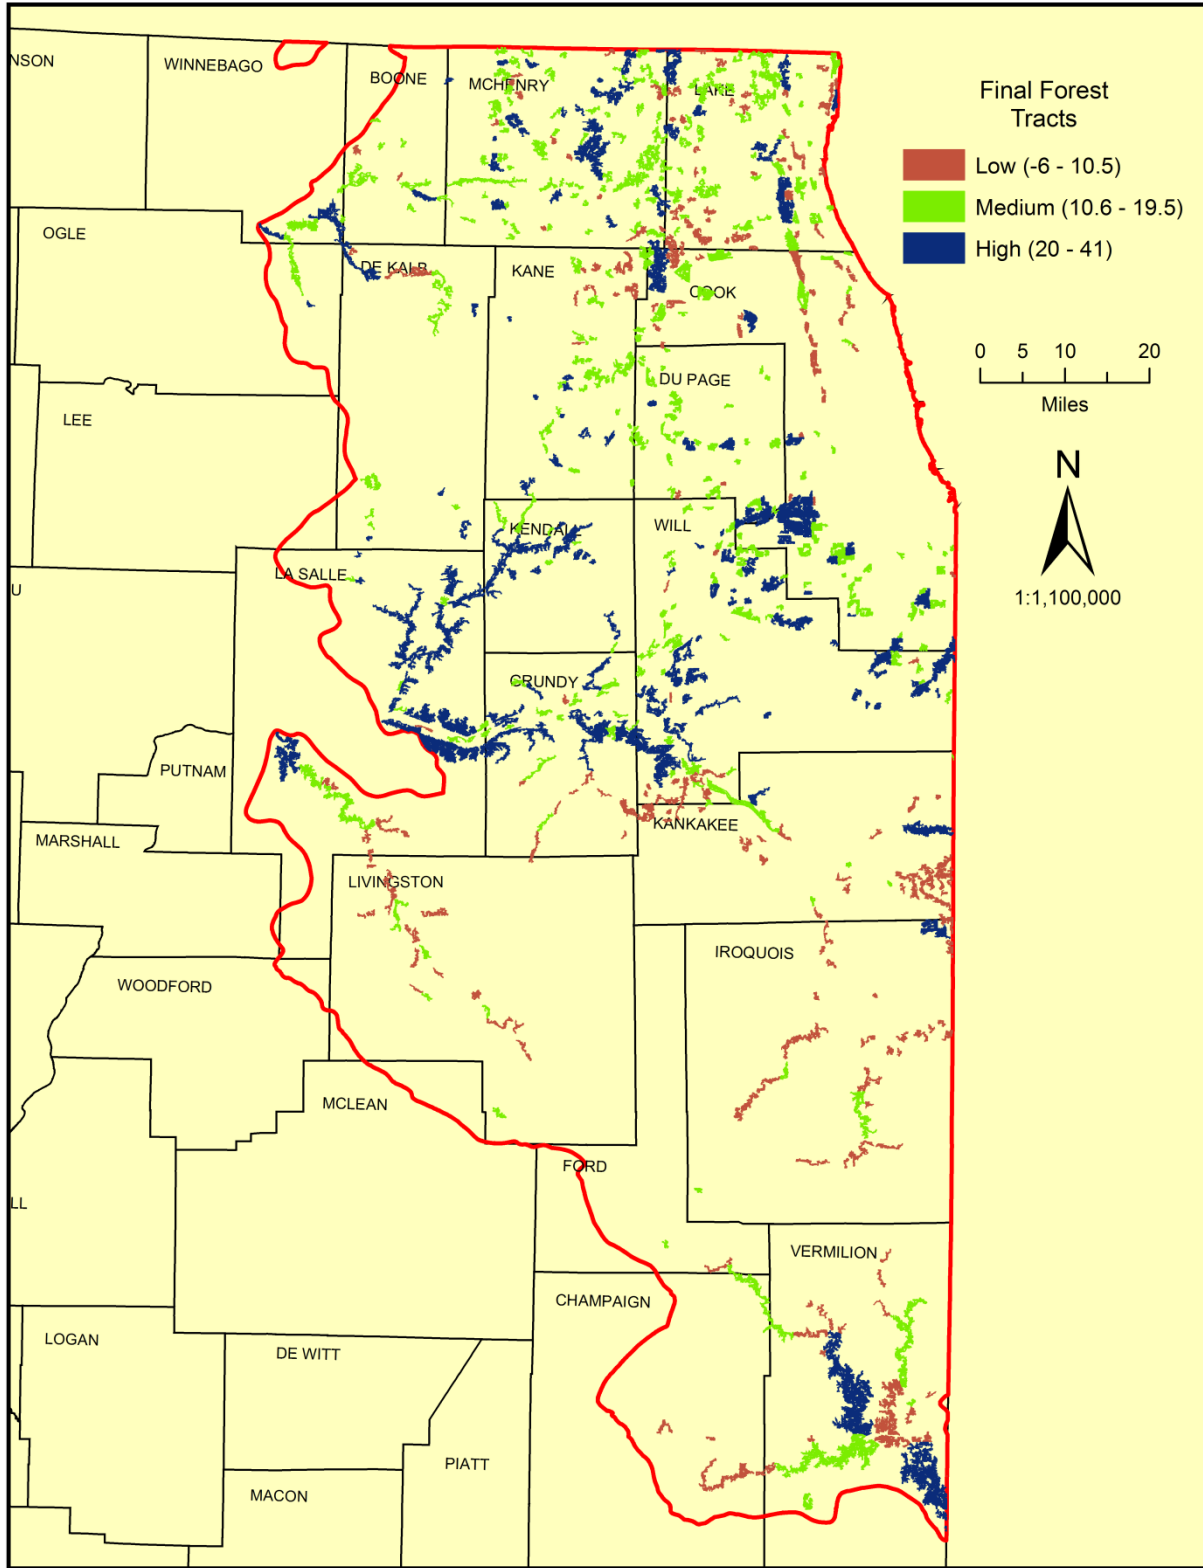 NSON
WINNEBAGO
BOONE
MCHENRY
LAKE
Final Forest
Tracts
Low (-6 - 10.5)
Medium (10.6 - 19.5)
High (20 - 41)
OGLE
DE KALB
KANE
COOK
0 5 10 20
Miles
DU PAGE
LEE
N
1:1,100,000
KENDALL
WILL
LA SALLE
U
GRUNDY
PUTNAM
MARSHALL
KANKAKEE
LIVINGSTON
IROQUOIS
WOODFORD
MCLEAN
FORD
LL
VERMILION
CHAMPAIGN
LOGAN
DE WITT
PIATT
MACON